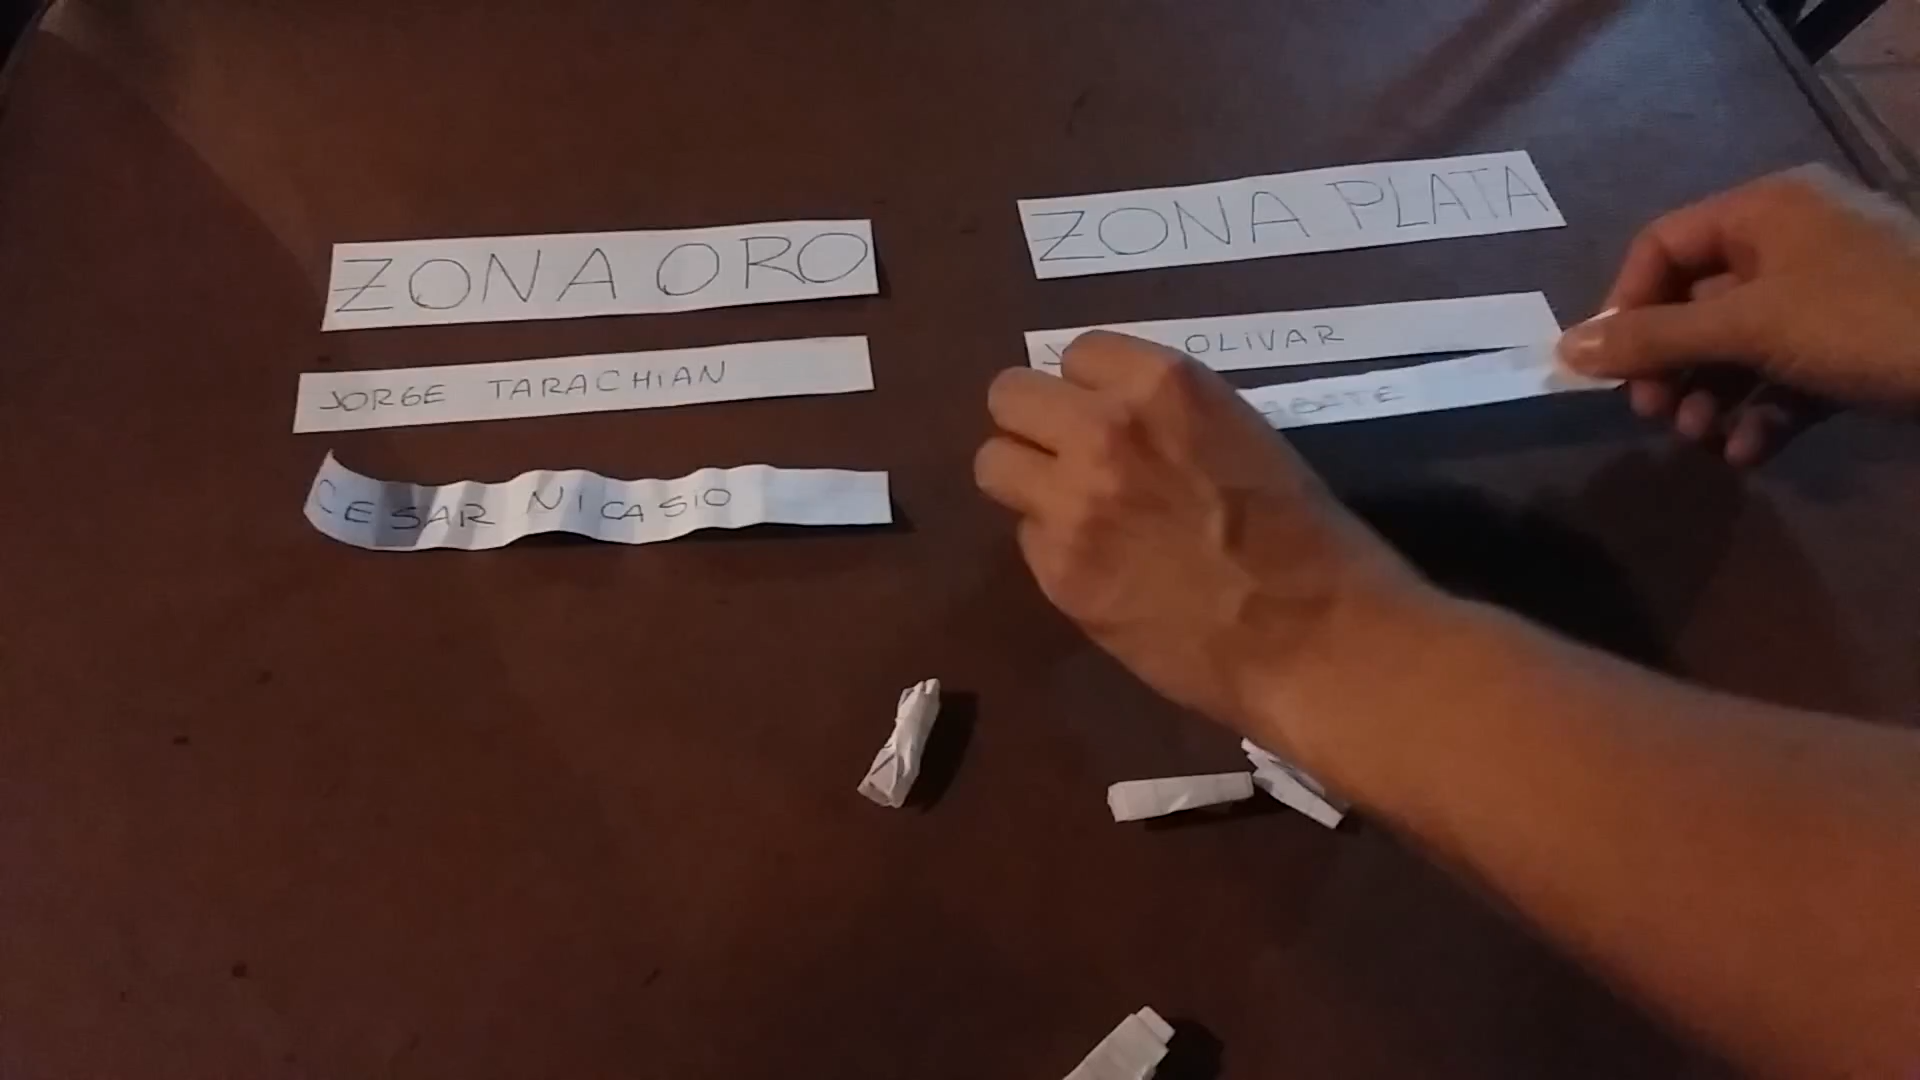 ZONA ORO
JORGE TARACHIAN
CESAR NICASIO
ZONA PLATA
OLIVAR